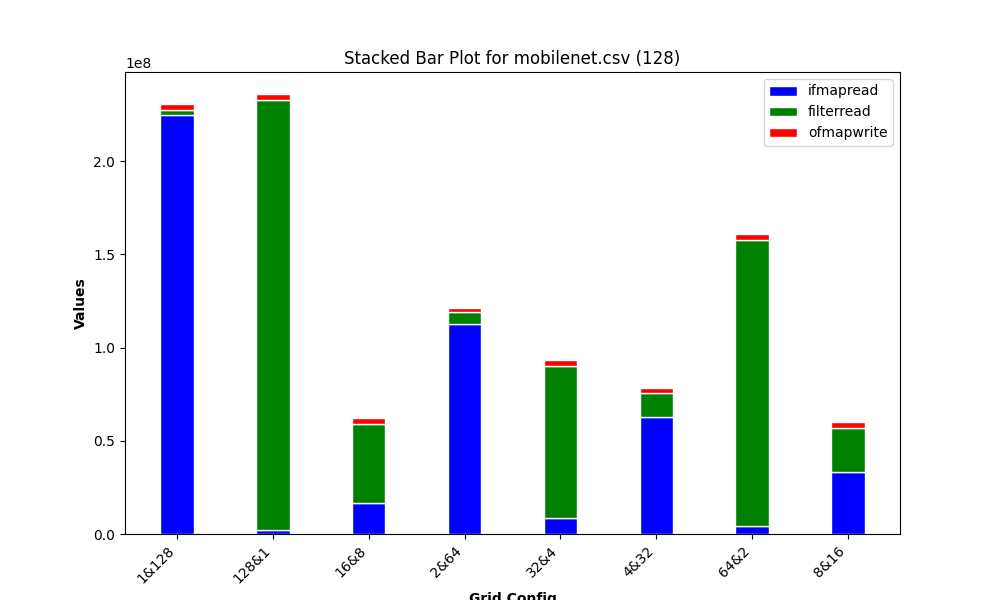 Stacked Bar Plot for mobilenet.csv (128)
1e8
ifmapread
filterread
ofmapwrite
2.0
1.5
1.0
0.5
0.0
Values
1&128
128&1
16&8
2&64
32&4
4&32
64&2
8&16
Grid Config